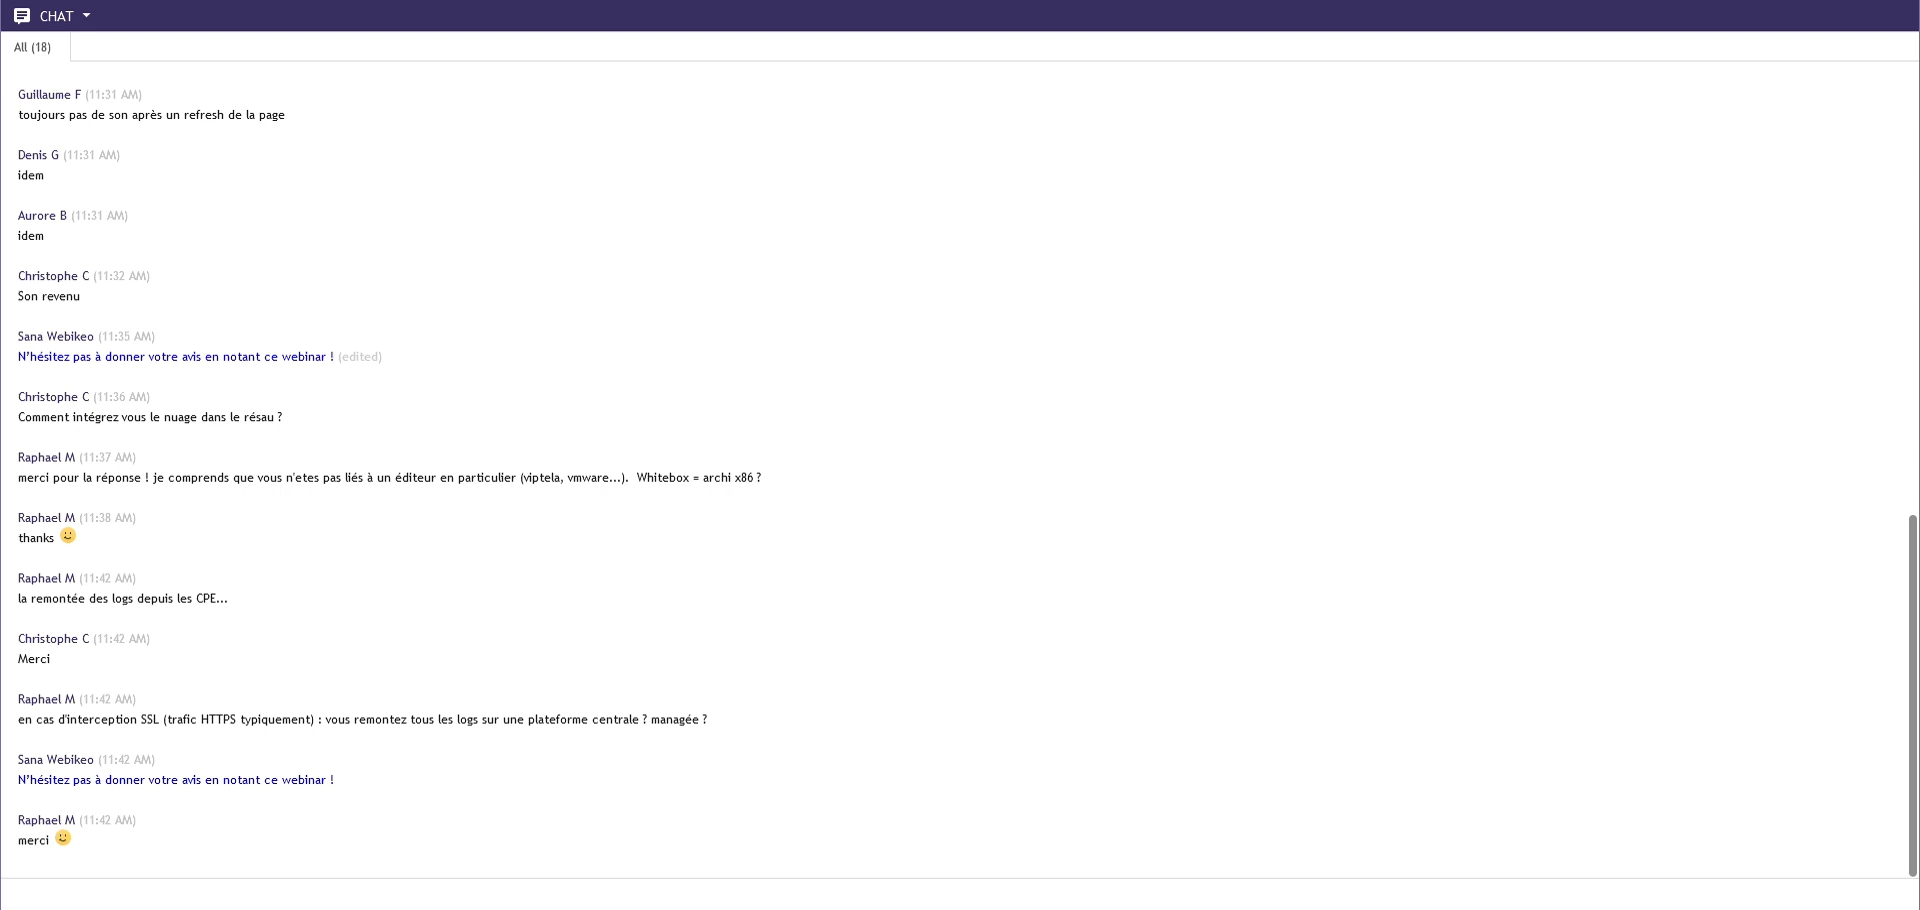 CHAT
All (18)
Guillaume F (11:31 AM)
toujours pas de son après un refresh de la page
Denis G (11:31 AM)
idem
Aurore B (11:31 AM)
idem
Christophe C (11:32 AM)
Son revenu
Sana Webikeo (11:35 AM)
N'hésitez pas à donner votre avis en notant ce webinar ! (edited)
Christophe C (11:36 AM)
Comment intégrez vous le nuage dans le résau ?
Raphael M (11:37 AM)
merci pour la réponse ! je comprends que vous n'etes pas liés à un éditeur en particulier (viptela, vmware...).  Whitebox = archi x86 ?
Raphael M (11:38 AM)
thanks 🙂
Raphael M (11:42 AM)
la remontée des logs depuis les CPE...
Christophe C (11:42 AM)
Merci
Raphael M (11:42 AM)
en cas d'interception SSL (trafic HTTPS typiquement) : vous remontez tous les logs sur une plateforme centrale ? managée ?
Sana Webikeo (11:42 AM)
N'hésitez pas à donner votre avis en notant ce webinar !
Raphael M (11:42 AM)
merci 🙂